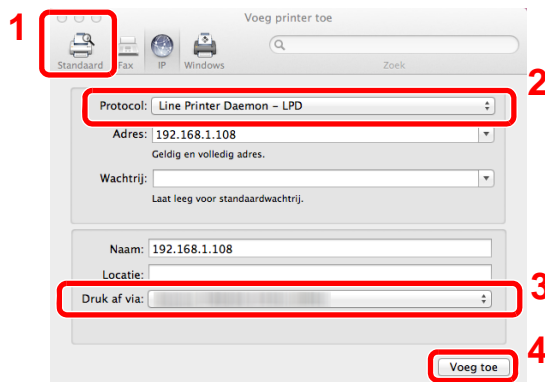 1
Voeg printer toe
Standaard Fax IP Windows Zoek
2
Protocol: Line Printer Daemon – LPD
Adres: 192.168.1.108
Geldig en volledig adres.
Wachtrij:
Laat leeg voor standaardwachtrij.
Naam: 192.168.1.108
Locatie:
3
Druk af via:
4
Voeg toe